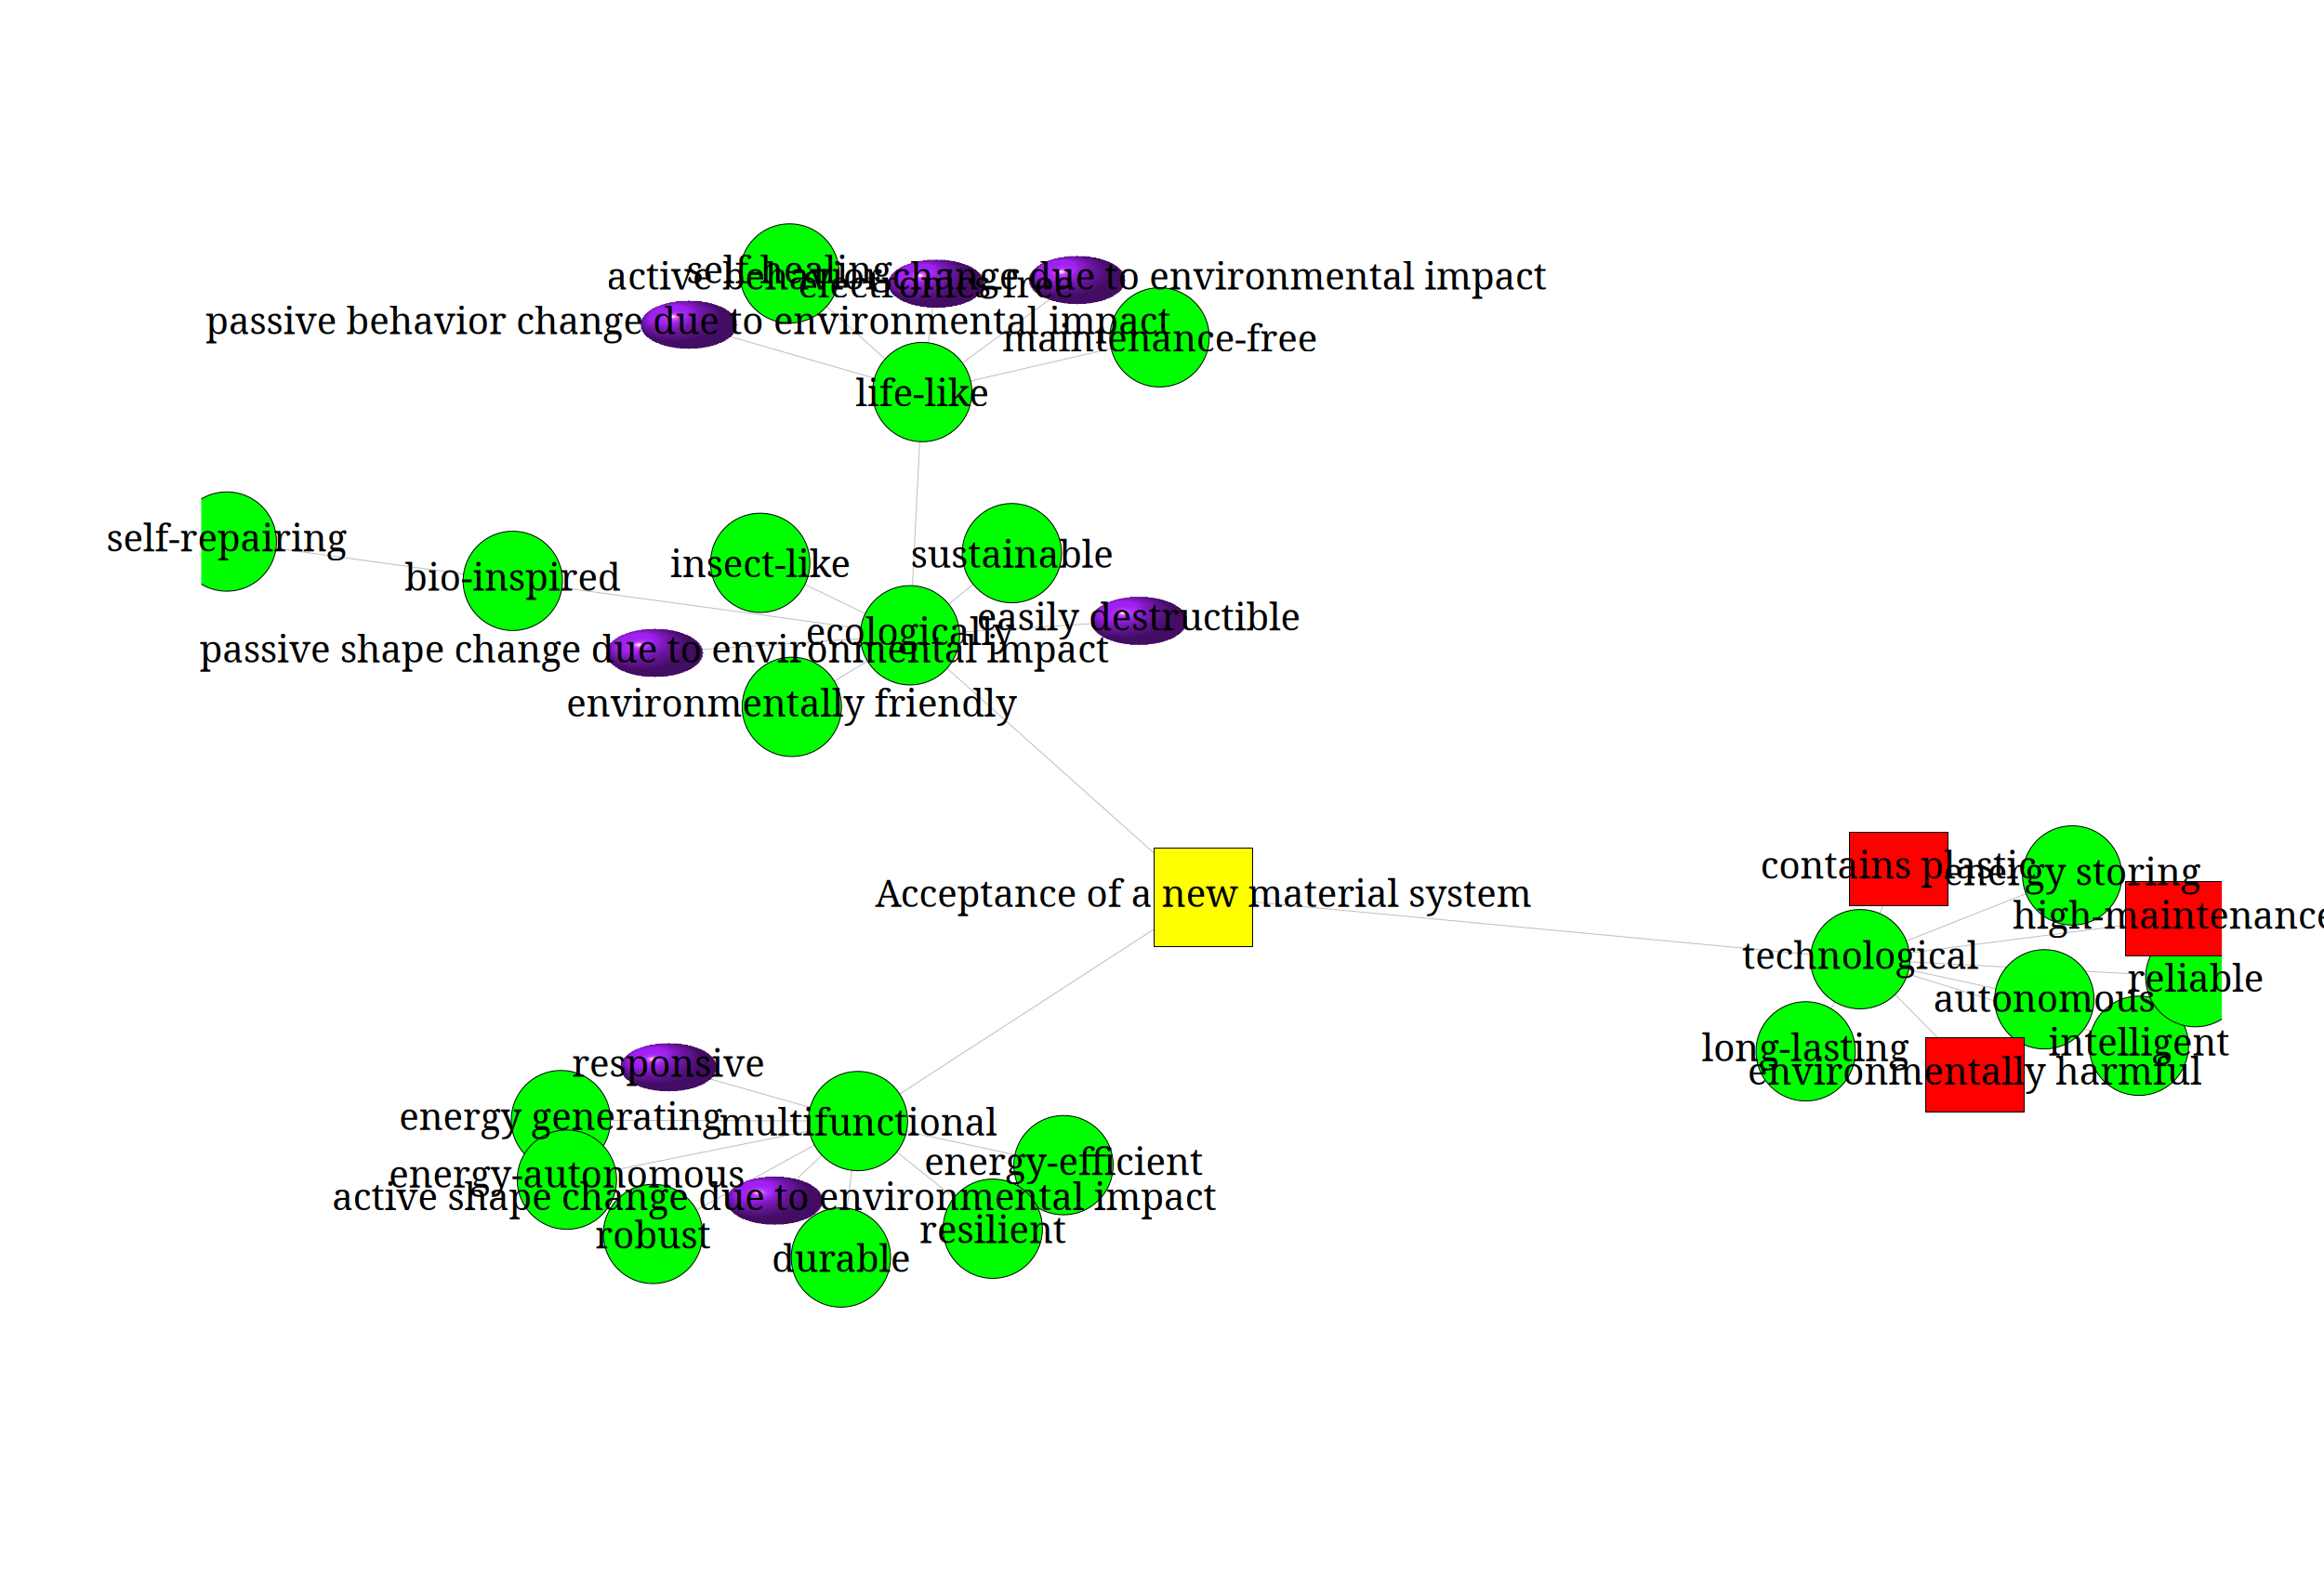 self-healing
active behavior change due to environmental impact
electronics-free
passive behavior change due to environmental impact
maintenance-free
life-like
self-repairing
bio-inspired
insect-like
sustainable
easily destructible
ecologically
passive shape change due to environmental impact
environmentally friendly
Acceptance of a new material system
contains plastic
energy storing
high-maintenance
technological
reliable
autonomous
intelligent
long-lasting
environmentally harmful
responsive
energy generating
multifunctional
energy-efficient
energy-autonomous
active shape change due to environmental impact
robust
resilient
durable